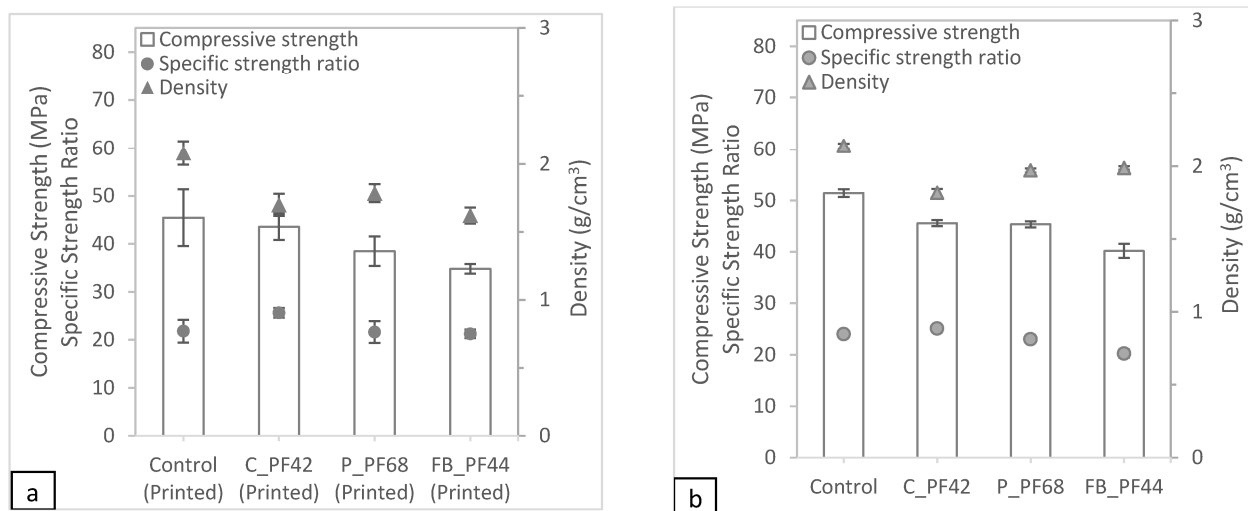 Compressive Strength (MPa)
Specific Strength Ratio
80
70
60
50
40
30
20
10
0
Compressive strength
Specific strength ratio
Density
3
2
1
0
Density (g/cm³)
Control
(Printed)
C_PF42
(Printed)
P_PF68
(Printed)
FB_PF44
(Printed)
a
Compressive Strength (MPa)
Specific Strength Ratio
80
70
60
50
40
30
20
10
0
Compressive strength
Specific strength ratio
Density
3
2
1
0
Density (g/cm³)
Control
C_PF42
P_PF68
FB_PF44
b